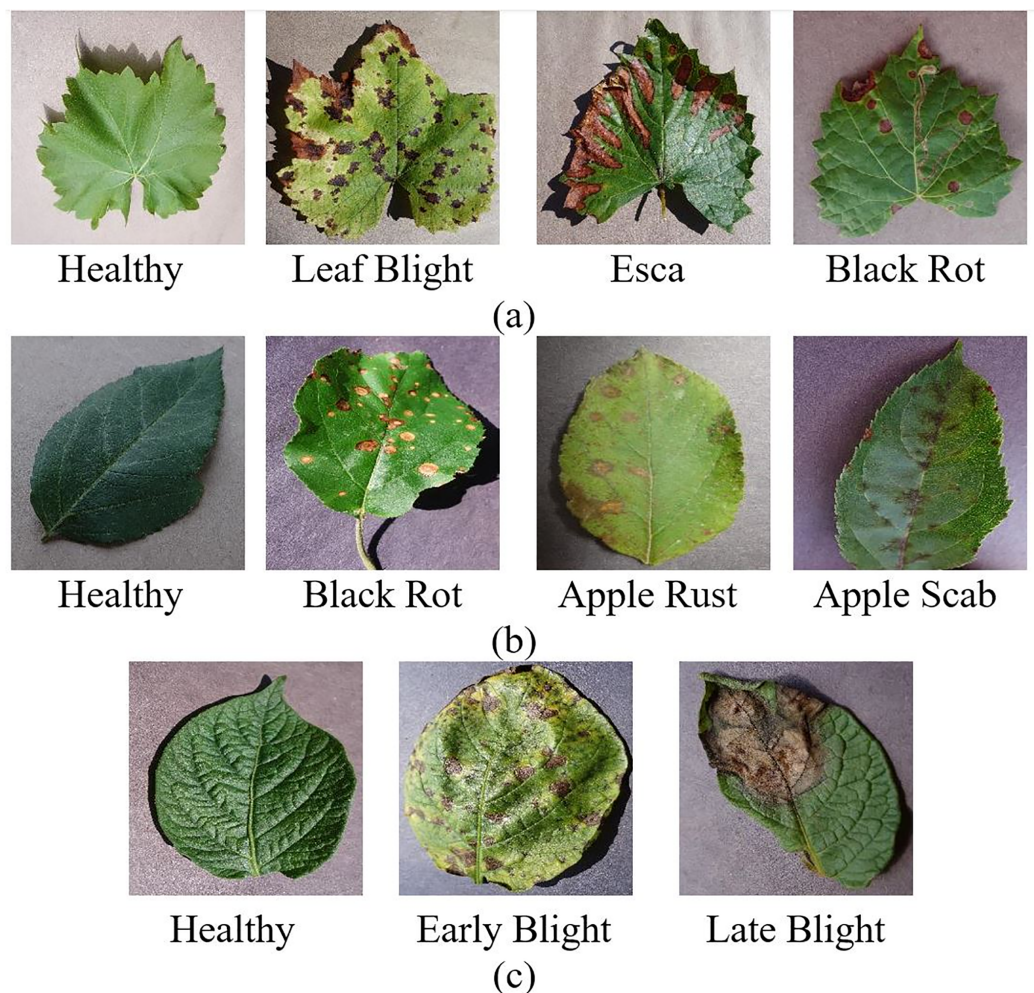 Healthy
Leaf Blight
Esca
Black Rot
(a)
Healthy
Black Rot
Apple Rust
Apple Scab
(b)
Healthy
Early Blight
Late Blight
(c)